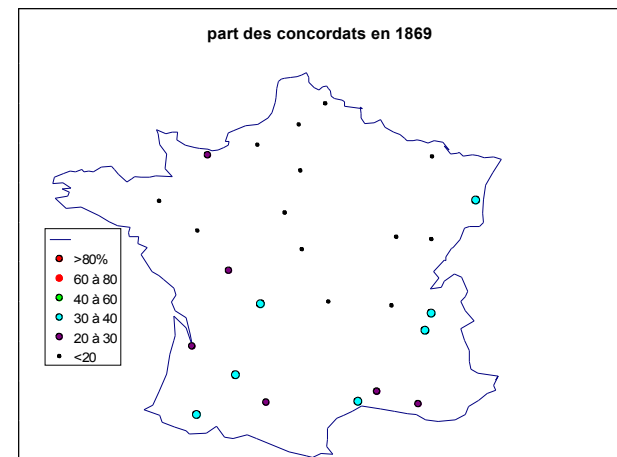 part des concordats en 1869
>80%
60 à 80
40 à 60
30 à 40
20 à 30
<20